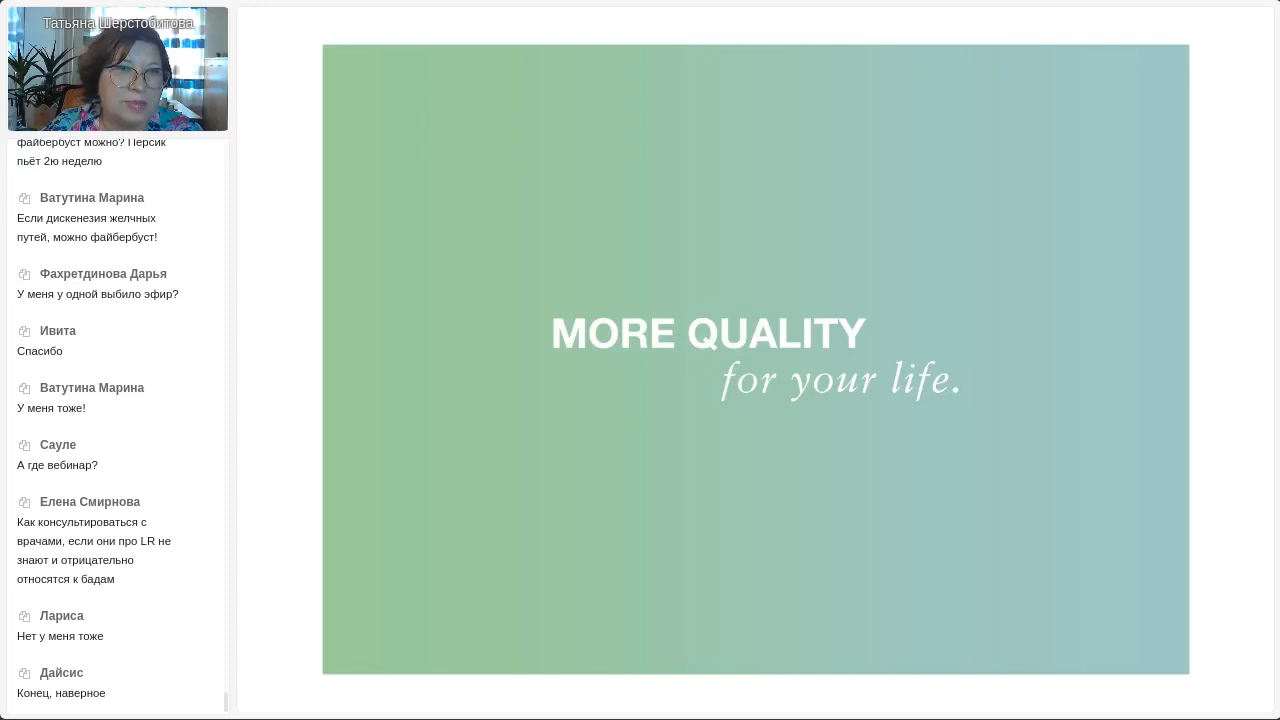 Татьяна Шерстобитова
файбербуст можно? Персик
пьёт 2ю неделю
Ватутина Марина
Если дискенезия желчных
путей, можно файбербуст!
Фахретдинова Дарья
У меня у одной выбило эфир?
Ивита
Спасибо
Ватутина Марина
У меня тоже!
Сауле
А где вебинар?
Елена Смирнова
Как консультироваться с
врачами, если они про LR не
знают и отрицательно
относятся к бадам
Лариса
Нет у меня тоже
Дайсис
Конец, наверное
MORE QUALITY
for your life.